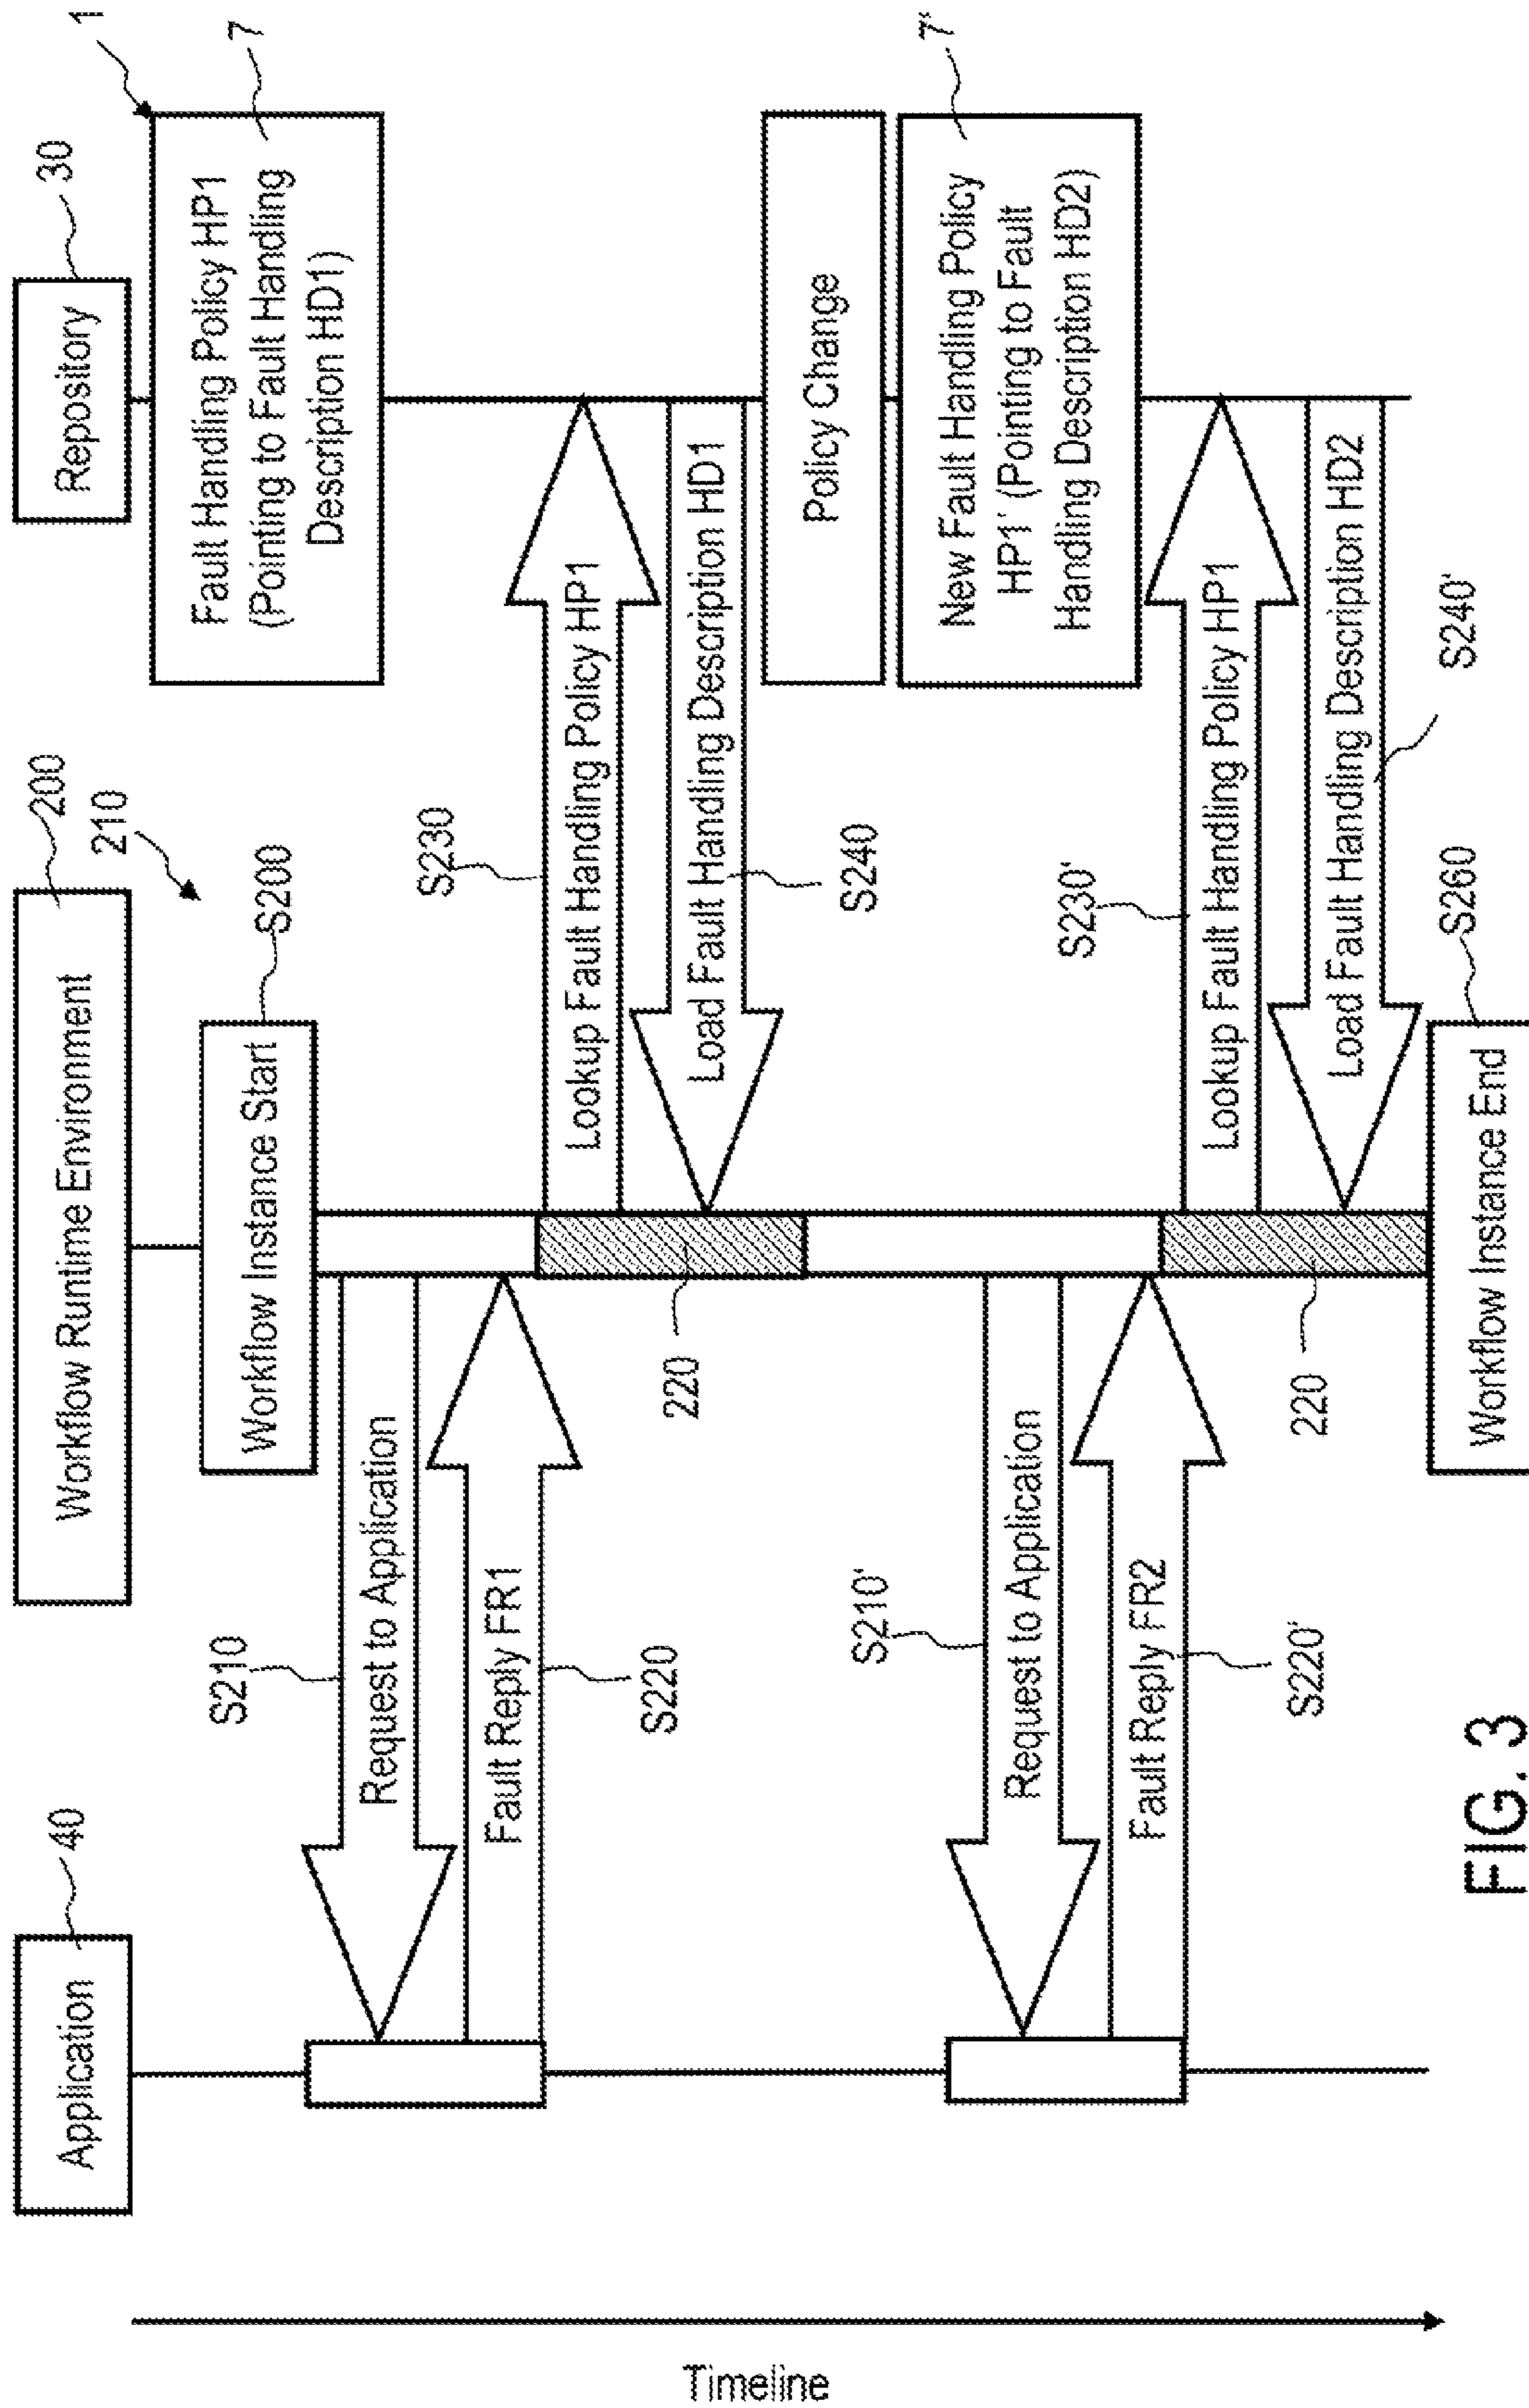 Application
40
Workflow Runtime Environment
200
Repository
30
1
210
Workflow Instance Start
S200
Fault Handling Policy HP1
(Pointing to Fault Handling
Description HD1)
7
S210
Request to Application
Fault Reply FR1
S220
S230
Lookup Fault Handling Policy HP1
Load Fault Handling Description HD1
S240
220
Policy Change
New Fault Handling Policy
HP1' (Pointing to Fault
Handling Description HD2)
7'
S210'
Request to Application
Fault Reply FR2
S220'
S230'
Lookup Fault Handling Policy HP1
Load Fault Handling Description HD2
S240'
220
Workflow Instance End
S260
Timeline
FIG. 3